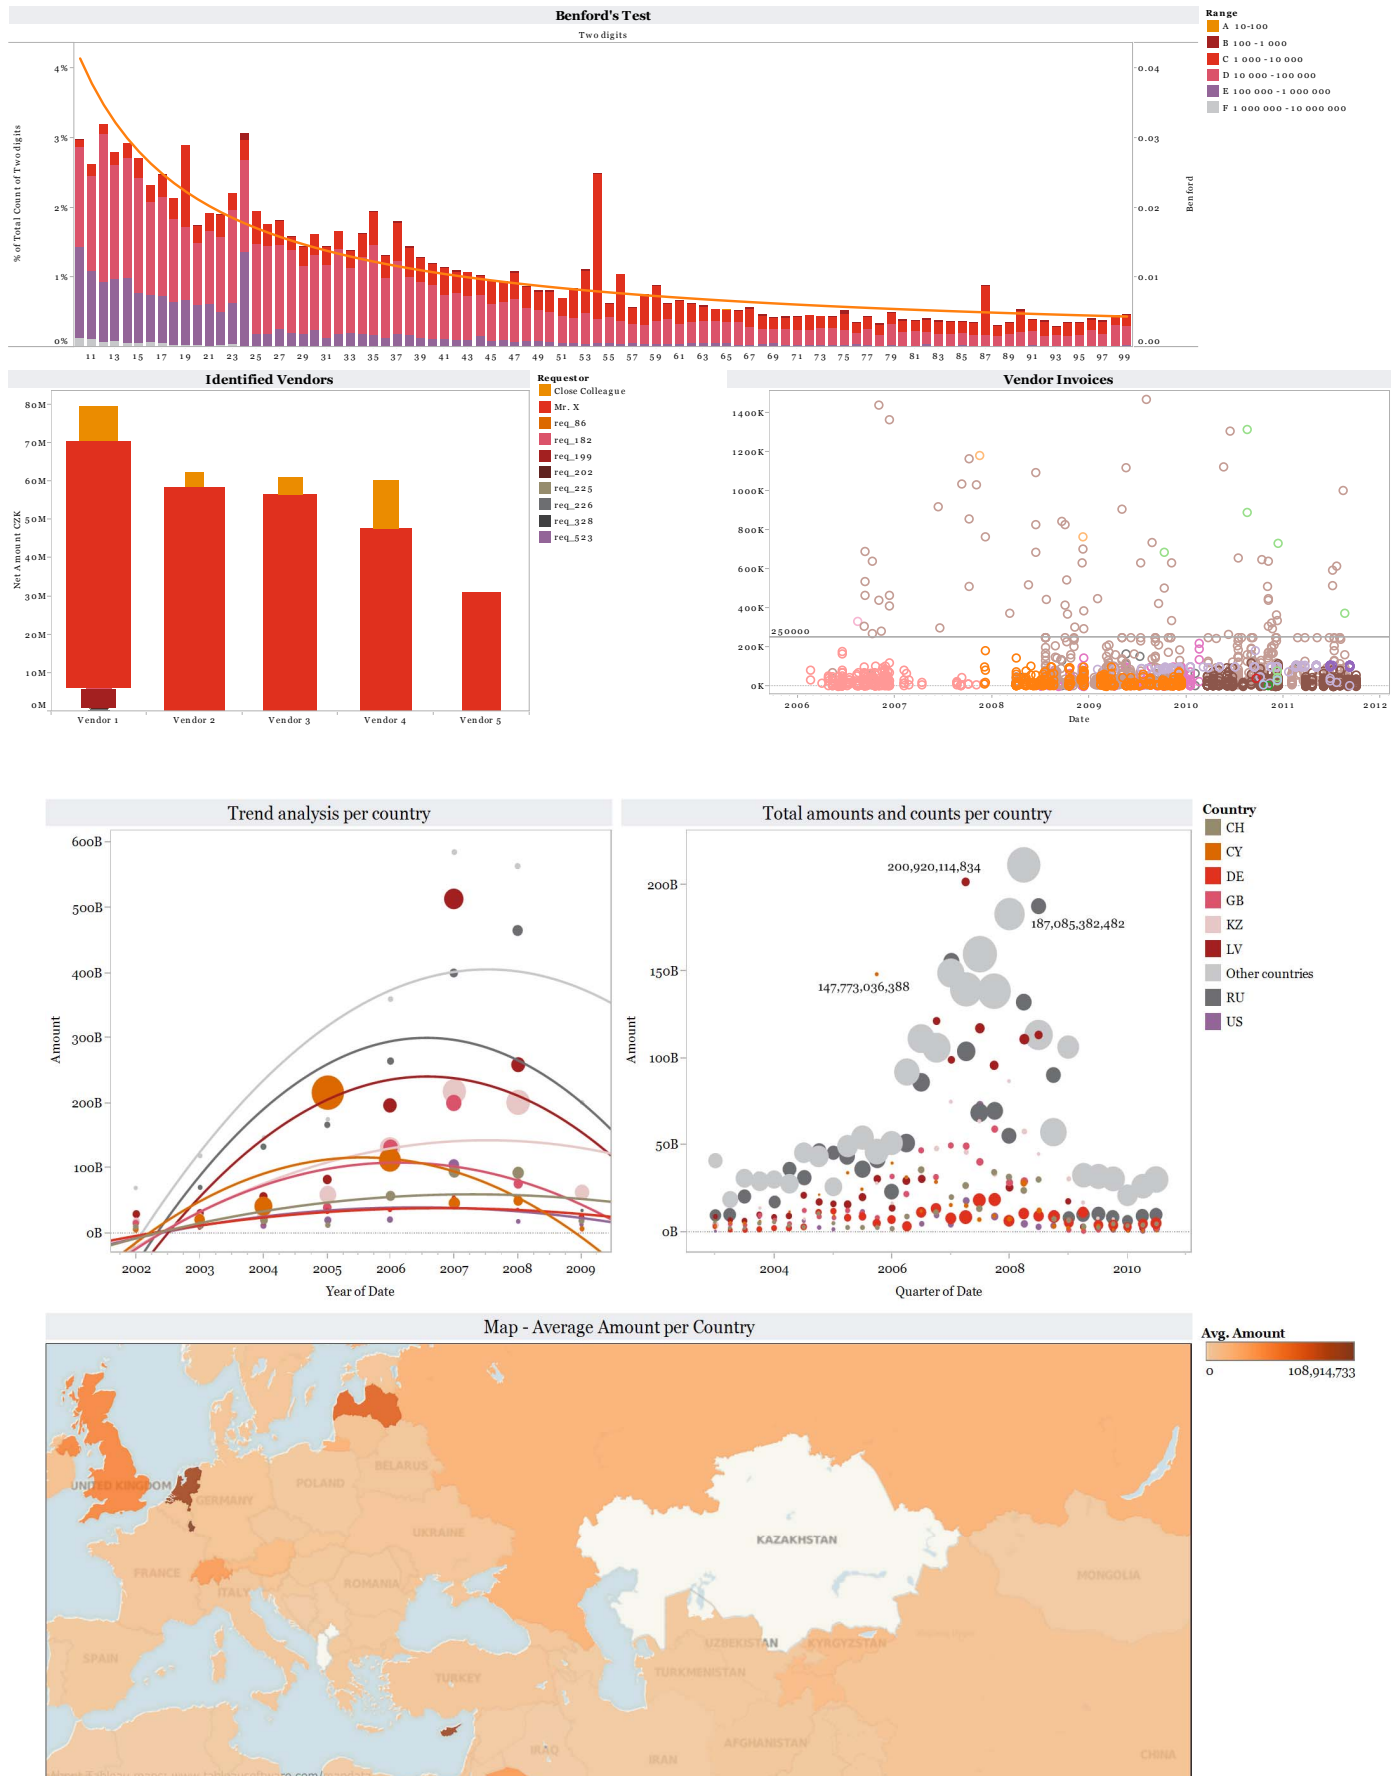 Benford's Test
Two digits
% of Total Count of Two digits
4%
3%
2%
1%
0%
0.04
0.03
0.02
0.01
0.00
Benford
11 13 15 17 19 21 23 25 27 29 31 33 35 37 39 41 43 45 47 49 51 53 55 57 59 61 63 65 67 69 71 73 75 77 79 81 83 85 87 89 91 93 95 97 99
Range
A 10-100
B 100 - 1 000
C 1 000 - 10 000
D 10 000 - 100 000
E 100 000 - 1 000 000
F 1 000 000 - 10 000 000
Identified Vendors
Net Amount CZK
80M
70M
60M
50M
40M
30M
20M
10M
0M
Vendor 1 Vendor 2 Vendor 3 Vendor 4 Vendor 5
Requestor
Close Colleague
Mr. X
req_86
req_182
req_199
req_202
req_225
req_226
req_328
req_523
Vendor Invoices
1400K
1200K
1000K
800K
600K
400K
250000
200K
0K
2006 2007 2008 2009 2010 2011 2012
Date
Trend analysis per country
Amount
600B
500B
400B
300B
200B
100B
0B
2002 2003 2004 2005 2006 2007 2008 2009
Year of Date
Total amounts and counts per country
Amount
200B
150B
100B
50B
0B
200,920,114,834
187,085,382,482
147,773,036,388
2004 2006 2008 2010
Quarter of Date
Country
CH
CY
DE
GB
KZ
LV
Other countries
RU
US
Map - Average Amount per Country
Avg. Amount
0 108,914,733
UNITED KINGDOM
BELARUS
POLAND
GERMANY
UKRAINE
KAZAKHSTAN
FRANCE
ITALY
ROMANIA
MONGOLIA
SPAIN
UZBEKISTAN
KYRGYZSTAN
TURKMENISTAN
TURKEY
AFGHANISTAN
IRAQ
IRAN
CHINA